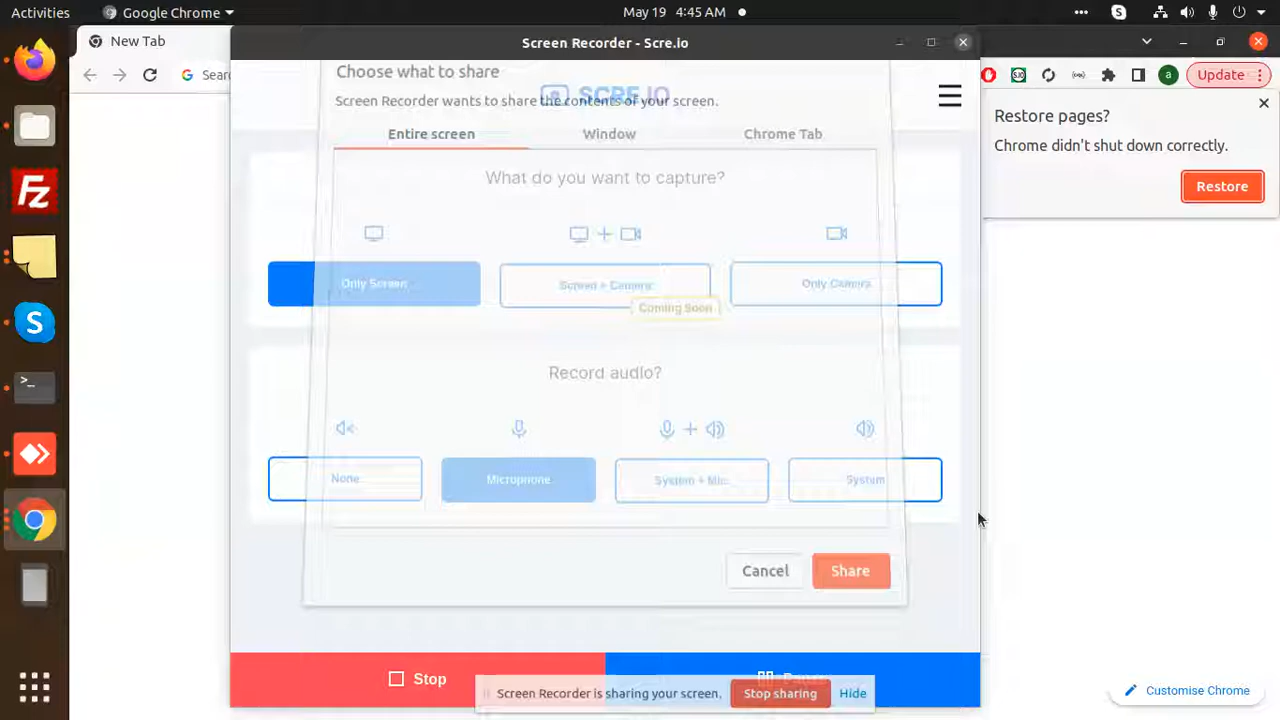 Activities
Google Chrome
May 19 4:45 AM
New Tab
Screen Recorder - Scre.io
Sear
Update
Choose what to share
SCRE.IO
Screen Recorder wants to share the contents of your screen.
Entire screen
Window
Chrome Tab
Restore pages?
Chrome didn't shut down correctly.
Restore
What do you want to capture?
Only Screen
Screen + Camera
Only Camera
Coming Soon
Record audio?
None
Microphone
System + Mic
System
Cancel
Share
Stop
Pause
Screen Recorder is sharing your screen.
Stop sharing
Hide
Customise Chrome